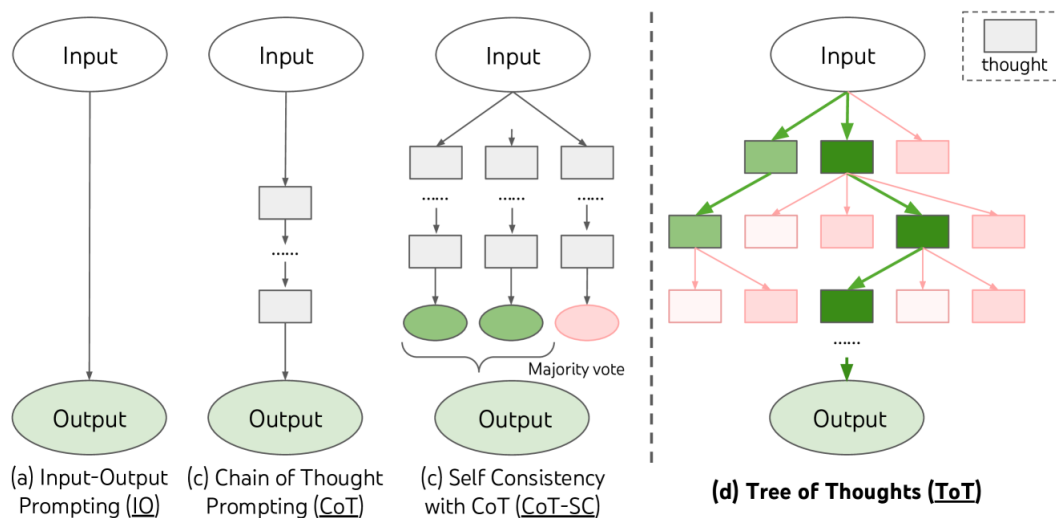 Input
Input
Input
Input
thought
......
......
......
......
......
Majority vote
Output
Output
Output
Output
(a) Input-Output
Prompting (IO)
(c) Chain of Thought
Prompting (CoT)
(c) Self Consistency
with CoT (CoT-SC)
(d) Tree of Thoughts (ToT)